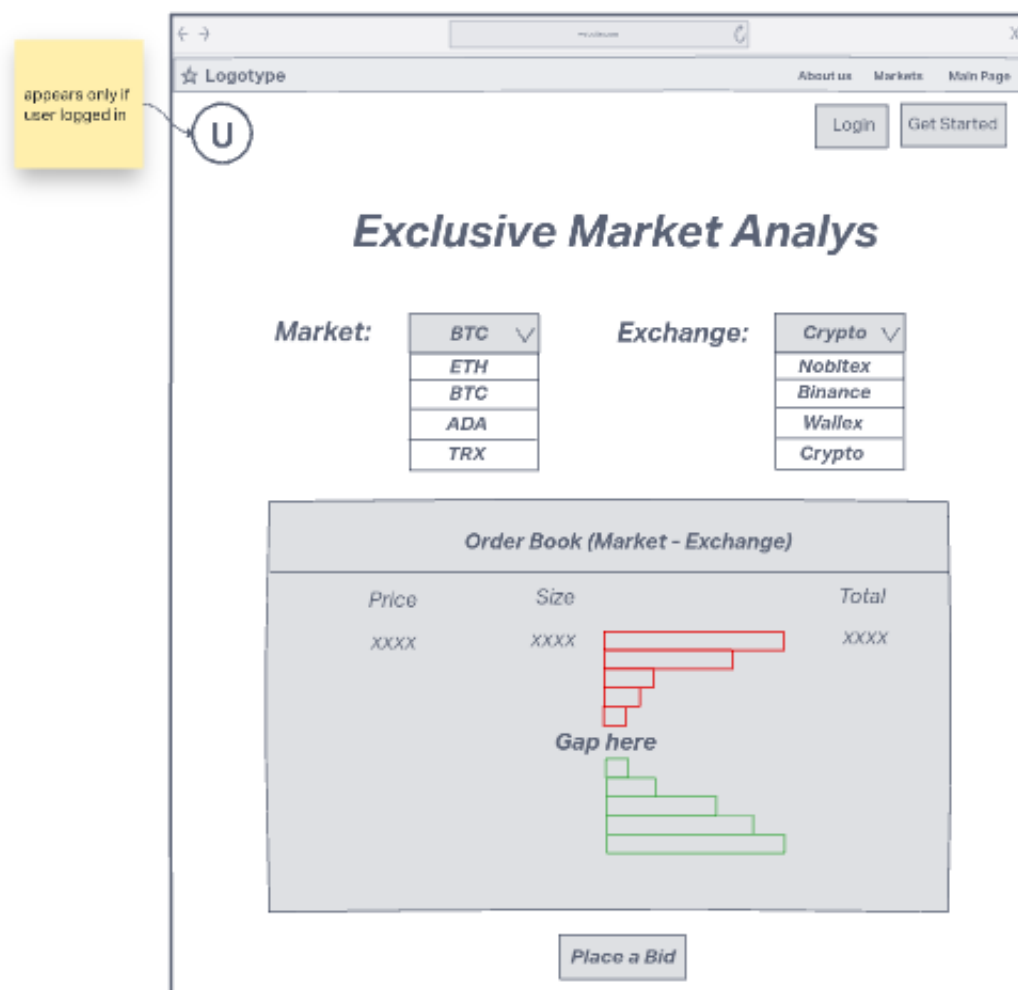 appears only if
user logged in
Logotype
About us Markets Main Page
U
Login
Get Started
Exclusive Market Analys
Market:
BTC
ETH
BTC
ADA
TRX
Exchange:
Crypto
Nobitex
Binance
Wallex
Crypto
Order Book (Market - Exchange)
Price Size Total
XXXX XXXX XXXX
Gap here
Place a Bid